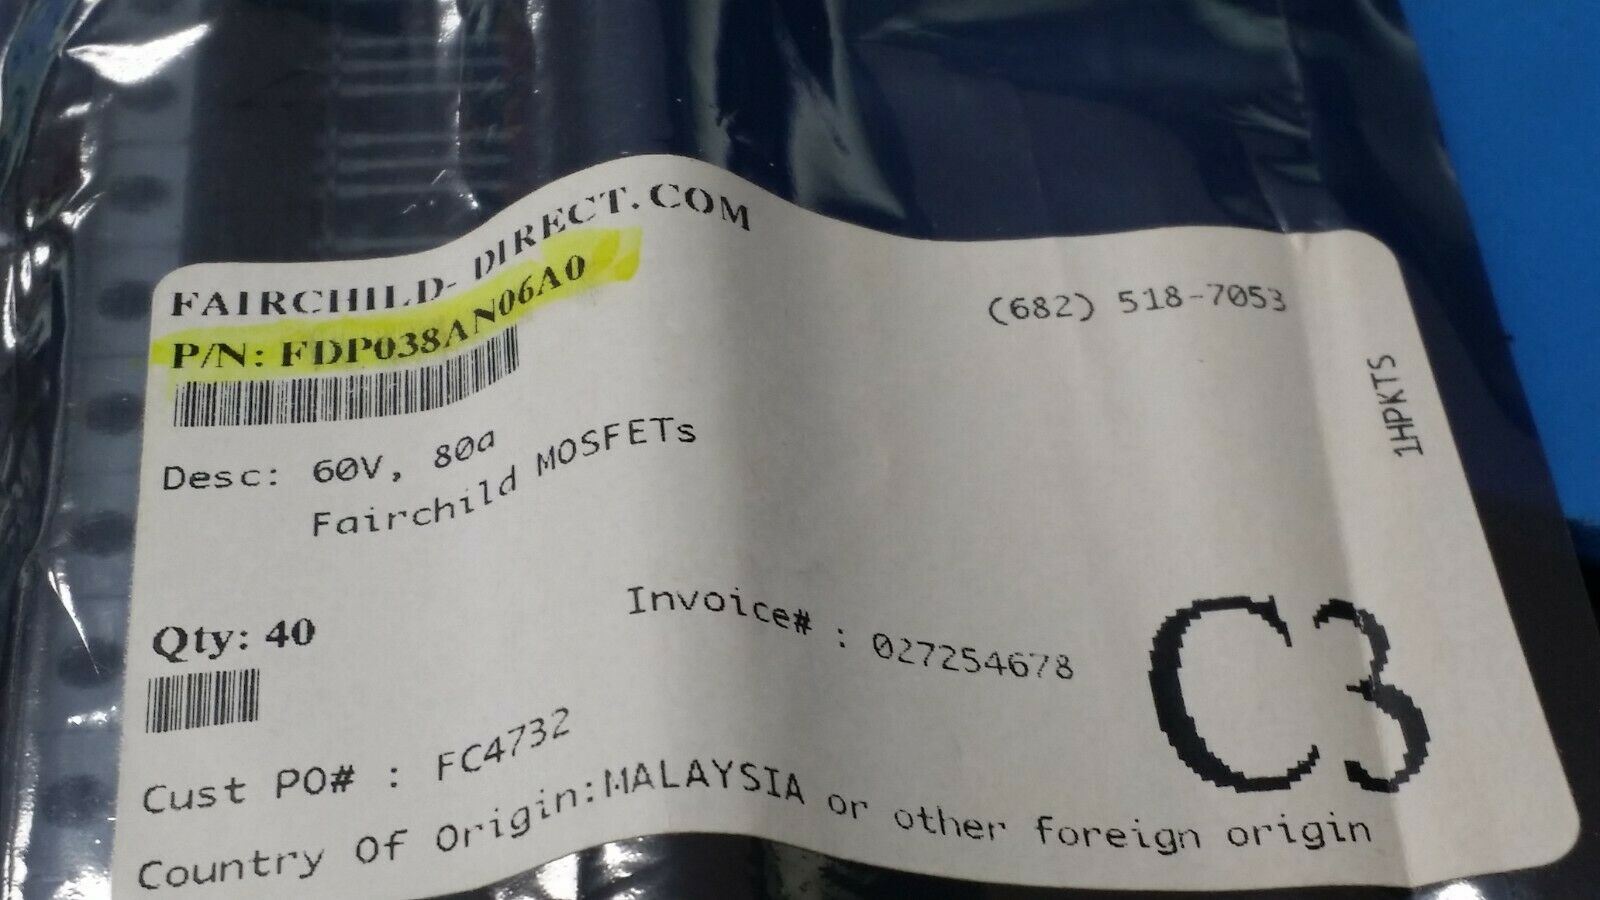 FAIRCHILD-DIRECT.COM
P/N: FDP038AN06A0
(682) 518-7053
1HPKTS
Desc: 60V, 80a
Fairchild MOSFETs
Qty: 40
Invoice# : 027254678
C3
Cust PO# : FC4732
Country Of Origin:MALAYSIA or other foreign origin